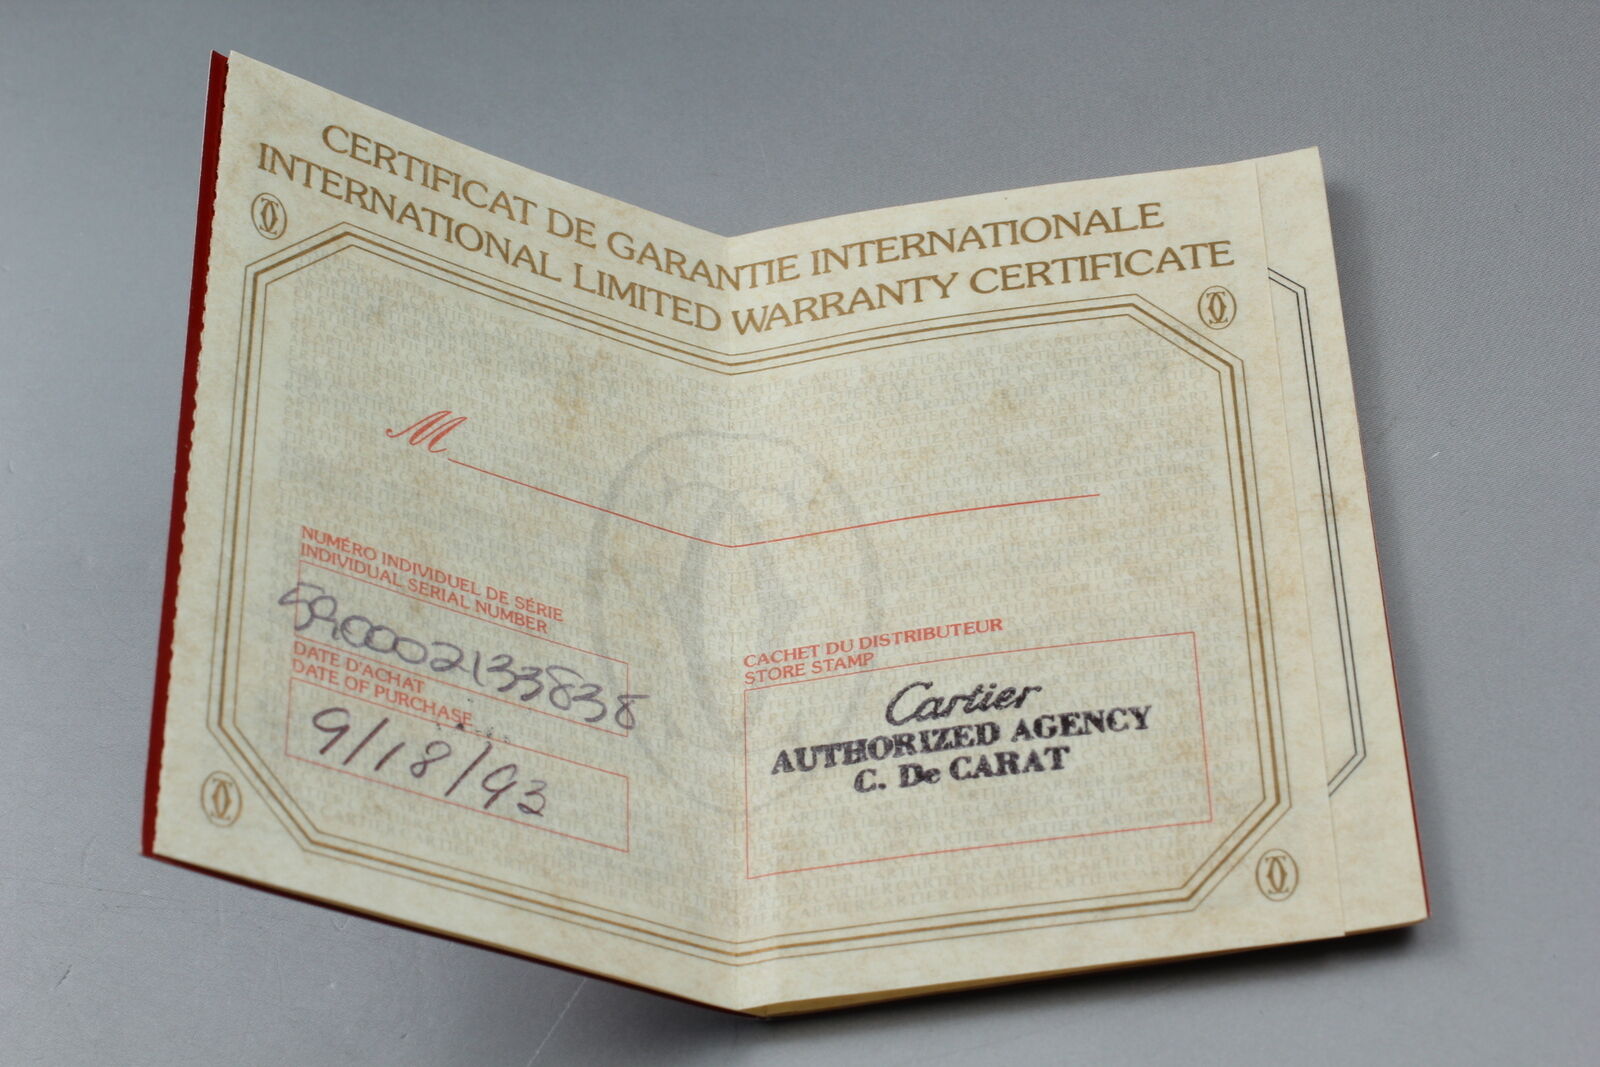 CERTIFICAT DE GARANTIE INTERNATIONALE
INTERNATIONAL LIMITED WARRANTY CERTIFICATE
M
NUMÉRO INDIVIDUEL DE SÉRIE
INDIVIDUAL SERIAL NUMBER
DATE D'ACHAT
DATE OF PURCHASE
9/18/93
CACHET DU DISTRIBUTEUR
STORE STAMP
Cartier
AUTHORIZED AGENCY
C. De CARAT